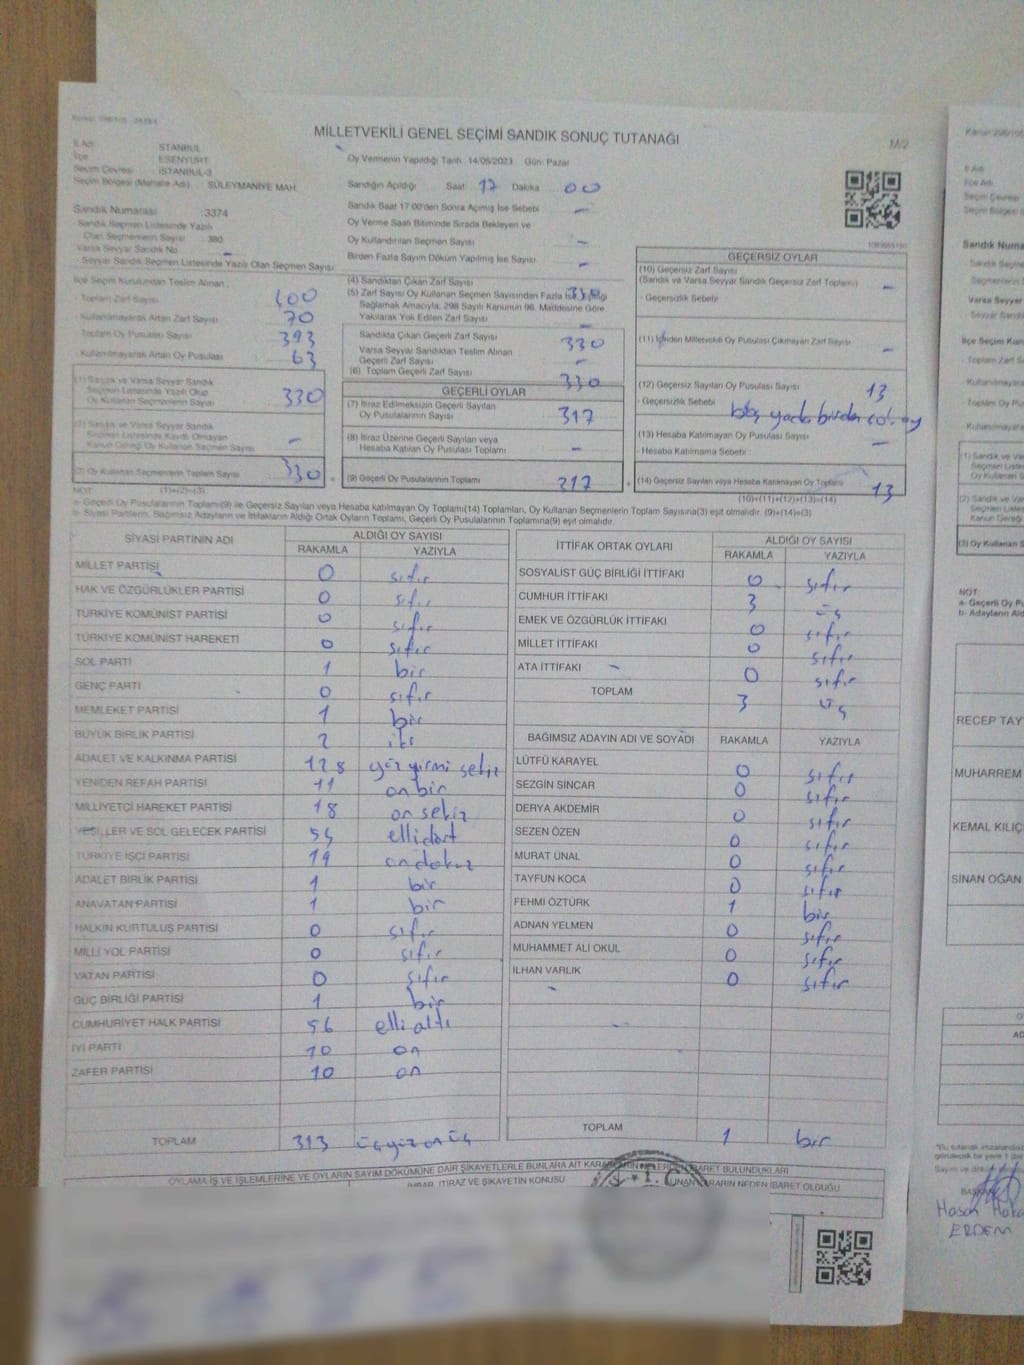 MİLLETVEKİLİ GENEL SEÇİMİ SANDIK SONUÇ TUTANAĞI
M/2
İl Adı İSTANBUL
İlçe ESENYURT
Seçim Çevresi İSTANBUL-3
Seçim Bölgesi (Mahalle Adı) SÜLEYMANİYE MAH.
Sandık Numarası :3374
Sandık Seçmen Listesinde Yazılı
Olan Seçmenlerin Sayısı 380
Varsa Seyyar Sandık No –
Seyyar Sandık Seçmen Listesinde Yazılı Olan Seçmen Sayısı
İlçe Seçim Kurulundan Teslim Alınan
- Toplam Zarf Sayısı 400
- Kullanılmayarak Artan Zarf Sayısı 70
Toplam Oy Pusulası Sayısı 393
- Kullanılmayarak Artan Oy Pusulası 63
(1) Sandık ve Varsa Seyyar Sandık
Seçmen Listesinde Yazılı Olup
Oy Kullanan Seçmenlerin Sayısı 330
(2) Sandık ve Varsa Seyyar Sandık
Seçmen Listesinde Kayıtlı Olmayan
Kanun Gereği Oy Kullanan Seçmen Sayısı –
(3) Oy Kullanan Seçmenlerin Toplam Sayısı 330
Oy Vermenin Yapıldığı Tarih 14/05/2023 Gün: Pazar
Sandığın Açıldığı Saat 17 Dakika 00
Sandık Saat 17:00'den Sonra Açılmış İse Sebebi –
Oy Verme Saati Bitiminde Sırada Bekleyen ve
Oy Kullandırılan Seçmen Sayısı –
Birden Fazla Sayım Döküm Yapılmış İse Sayısı –
(4) Sandıktan Çıkan Zarf Sayısı 330
(5) Zarf Sayısı Oy Kullanan Seçmen Sayısından Fazla İse Eşitliği
Sağlamak Amacıyla, 298 Sayılı Kanunun 98. Maddesine Göre
Yakılarak Yok Edilen Zarf Sayısı –
Sandıkta Çıkan Geçerli Zarf Sayısı 330
Varsa Seyyar Sandıktan Teslim Alınan
Geçerli Zarf Sayısı –
(6) Toplam Geçerli Zarf Sayısı 330
GEÇERLİ OYLAR
(7) İtiraz Edilmeksizin Geçerli Sayılan
Oy Pusulalarının Sayısı 317
(8) İtiraz Üzerine Geçerli Sayılan veya
Hesaba Katılan Oy Pusulası Toplamı –
(9) Geçerli Oy Pusulalarının Toplamı 317
GEÇERSİZ OYLAR
(10) Geçersiz Zarf Sayısı
(Sandık ve Varsa Seyyar Sandık Geçersiz Zarf Toplamı) –
- Geçersizlik Sebebi
(11) İçinden Milletvekili Oy Pusulası Çıkmayan Zarf Sayısı –
(12) Geçersiz Sayılan Oy Pusulası Sayısı 13
- Geçersizlik Sebebi boş yada birden çok oy
(13) Hesaba Katılmayan Oy Pusulası Sayısı –
- Hesaba Katılmama Sebebi
(14) Geçersiz Sayılan veya Hesaba Katılmayan Oy Toplamı 13
NOT: (1)+(2)=(3) (10)+(11)+(12)+(13)=(14)
a- Geçerli Oy Pusulaları(9) ile Geçersiz Sayılan veya Hesaba katılmayan Oy Toplamı(14) Toplamları, Oy Kullanan Seçmenlerin Toplam Sayısına(3) eşit olmalıdır. (9)+(14)=(3)
b- Siyasi Partilerin, Bağımsız Adayların ve İttifakların Aldığı Ortak Oyların Toplamı, Geçerli Oy Pusulalarının Toplamına(9) eşit olmalıdır.
SİYASİ PARTİNİN ADI ALDIĞI OY SAYISI
RAKAMLA YAZIYLA
MİLLET PARTİSİ 0 sıfır
HAK VE ÖZGÜRLÜKLER PARTİSİ 0 sıfır
TÜRKİYE KOMÜNİST PARTİSİ 0 sıfır
TÜRKİYE KOMÜNİST HAREKETİ 0 sıfır
SOL PARTİ 1 bir
GENÇ PARTİ 0 sıfır
MEMLEKET PARTİSİ 1 bir
BÜYÜK BİRLİK PARTİSİ 2 iki
ADALET VE KALKINMA PARTİSİ 128 yüz yirmi sekiz
YENİDEN REFAH PARTİSİ 11 on bir
MİLLİYETÇİ HAREKET PARTİSİ 18 on sekiz
YEŞİLLER VE SOL GELECEK PARTİSİ 54 elli dört
TÜRKİYE İŞÇİ PARTİSİ 19 on dokuz
ADALET BİRLİK PARTİSİ 1 bir
ANAVATAN PARTİSİ 1 bir
HALKIN KURTULUŞ PARTİSİ 0 sıfır
MİLLİ YOL PARTİSİ 0 sıfır
VATAN PARTİSİ 0 sıfır
GÜÇ BİRLİĞİ PARTİSİ 1 bir
CUMHURİYET HALK PARTİSİ 56 elli altı
İYİ PARTİ 10 on
ZAFER PARTİSİ 10 on
TOPLAM 313 üç yüz on üç
İTTİFAK ORTAK OYLARI ALDIĞI OY SAYISI
RAKAMLA YAZIYLA
SOSYALİST GÜÇ BİRLİĞİ İTTİFAKI 0 sıfır
CUMHUR İTTİFAKI 3 üç
EMEK VE ÖZGÜRLÜK İTTİFAKI 0 sıfır
MİLLET İTTİFAKI 0 sıfır
ATA İTTİFAKI 0 sıfır
TOPLAM 3 üç
BAĞIMSIZ ADAYIN ADI VE SOYADI RAKAMLA YAZIYLA
LÜTFÜ KARAYEL 0 sıfır
SEZGİN SİNCAR 0 sıfır
DERYA AKDEMİR 0 sıfır
SEZEN ÖZEN 0 sıfır
MURAT ÜNAL 0 sıfır
TAYFUN KOCA 0 sıfır
FEHMİ ÖZTÜRK 1 bir
ADNAN YELMEN 0 sıfır
MUHAMMET ALİ OKUL 0 sıfır
İLHAN VARLIK 0 sıfır
TOPLAM 1 bir
OYLAMA İŞ VE İŞLEMLERİNE VE OYLARIN SAYIM DÖKÜMÜNE DAİR ŞİKAYETLERLE BUNLARA AİT
İHBAR, İTİRAZ VE ŞİKAYETİN KONUSU
KARARIN NEDEN İBARET OLDUĞU
T.C.
İl Adı
İlçe Adı
Sandık Numa
Varsa Seyyar
NOT:
a- Geçerli Oy Pu
b- Adayların Ald
RECEP TAY
MUHARREM
KEMAL KILIÇ
SİNAN OĞAN
Hasan
ERDEM